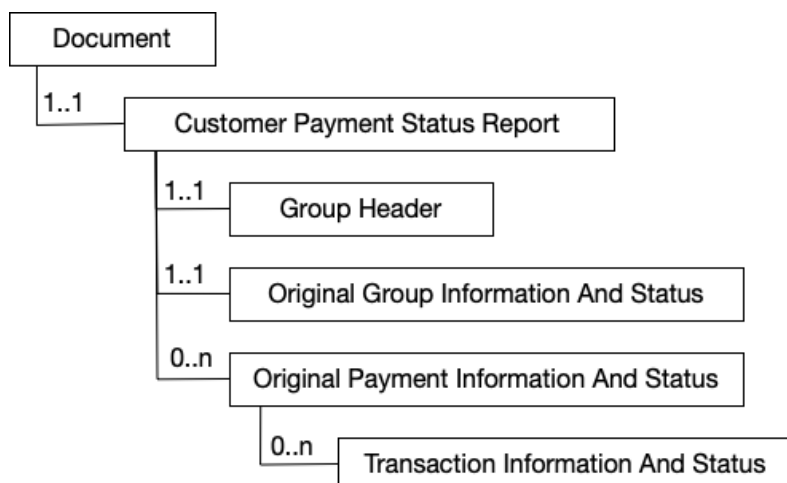 Document
1..1
Customer Payment Status Report
1..1
Group Header
1..1
Original Group Information And Status
0..n
Original Payment Information And Status
0..n
Transaction Information And Status